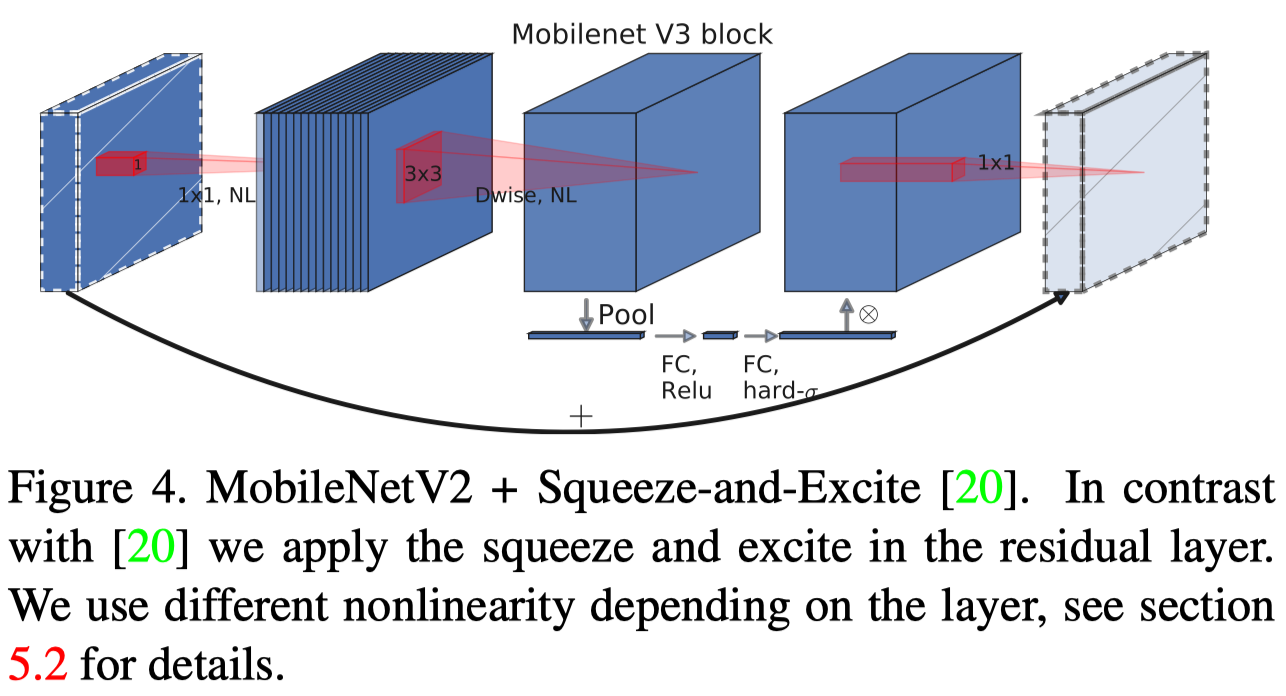 Mobilenet V3 block
1
1x1, NL
3x3
Dwise, NL
1x1
Pool
⊗
FC,
Relu
FC,
hard-σ
+
Figure 4. MobileNetV2 + Squeeze-and-Excite [20]. In contrast
with [20] we apply the squeeze and excite in the residual layer.
We use different nonlinearity depending on the layer, see section
5.2 for details.